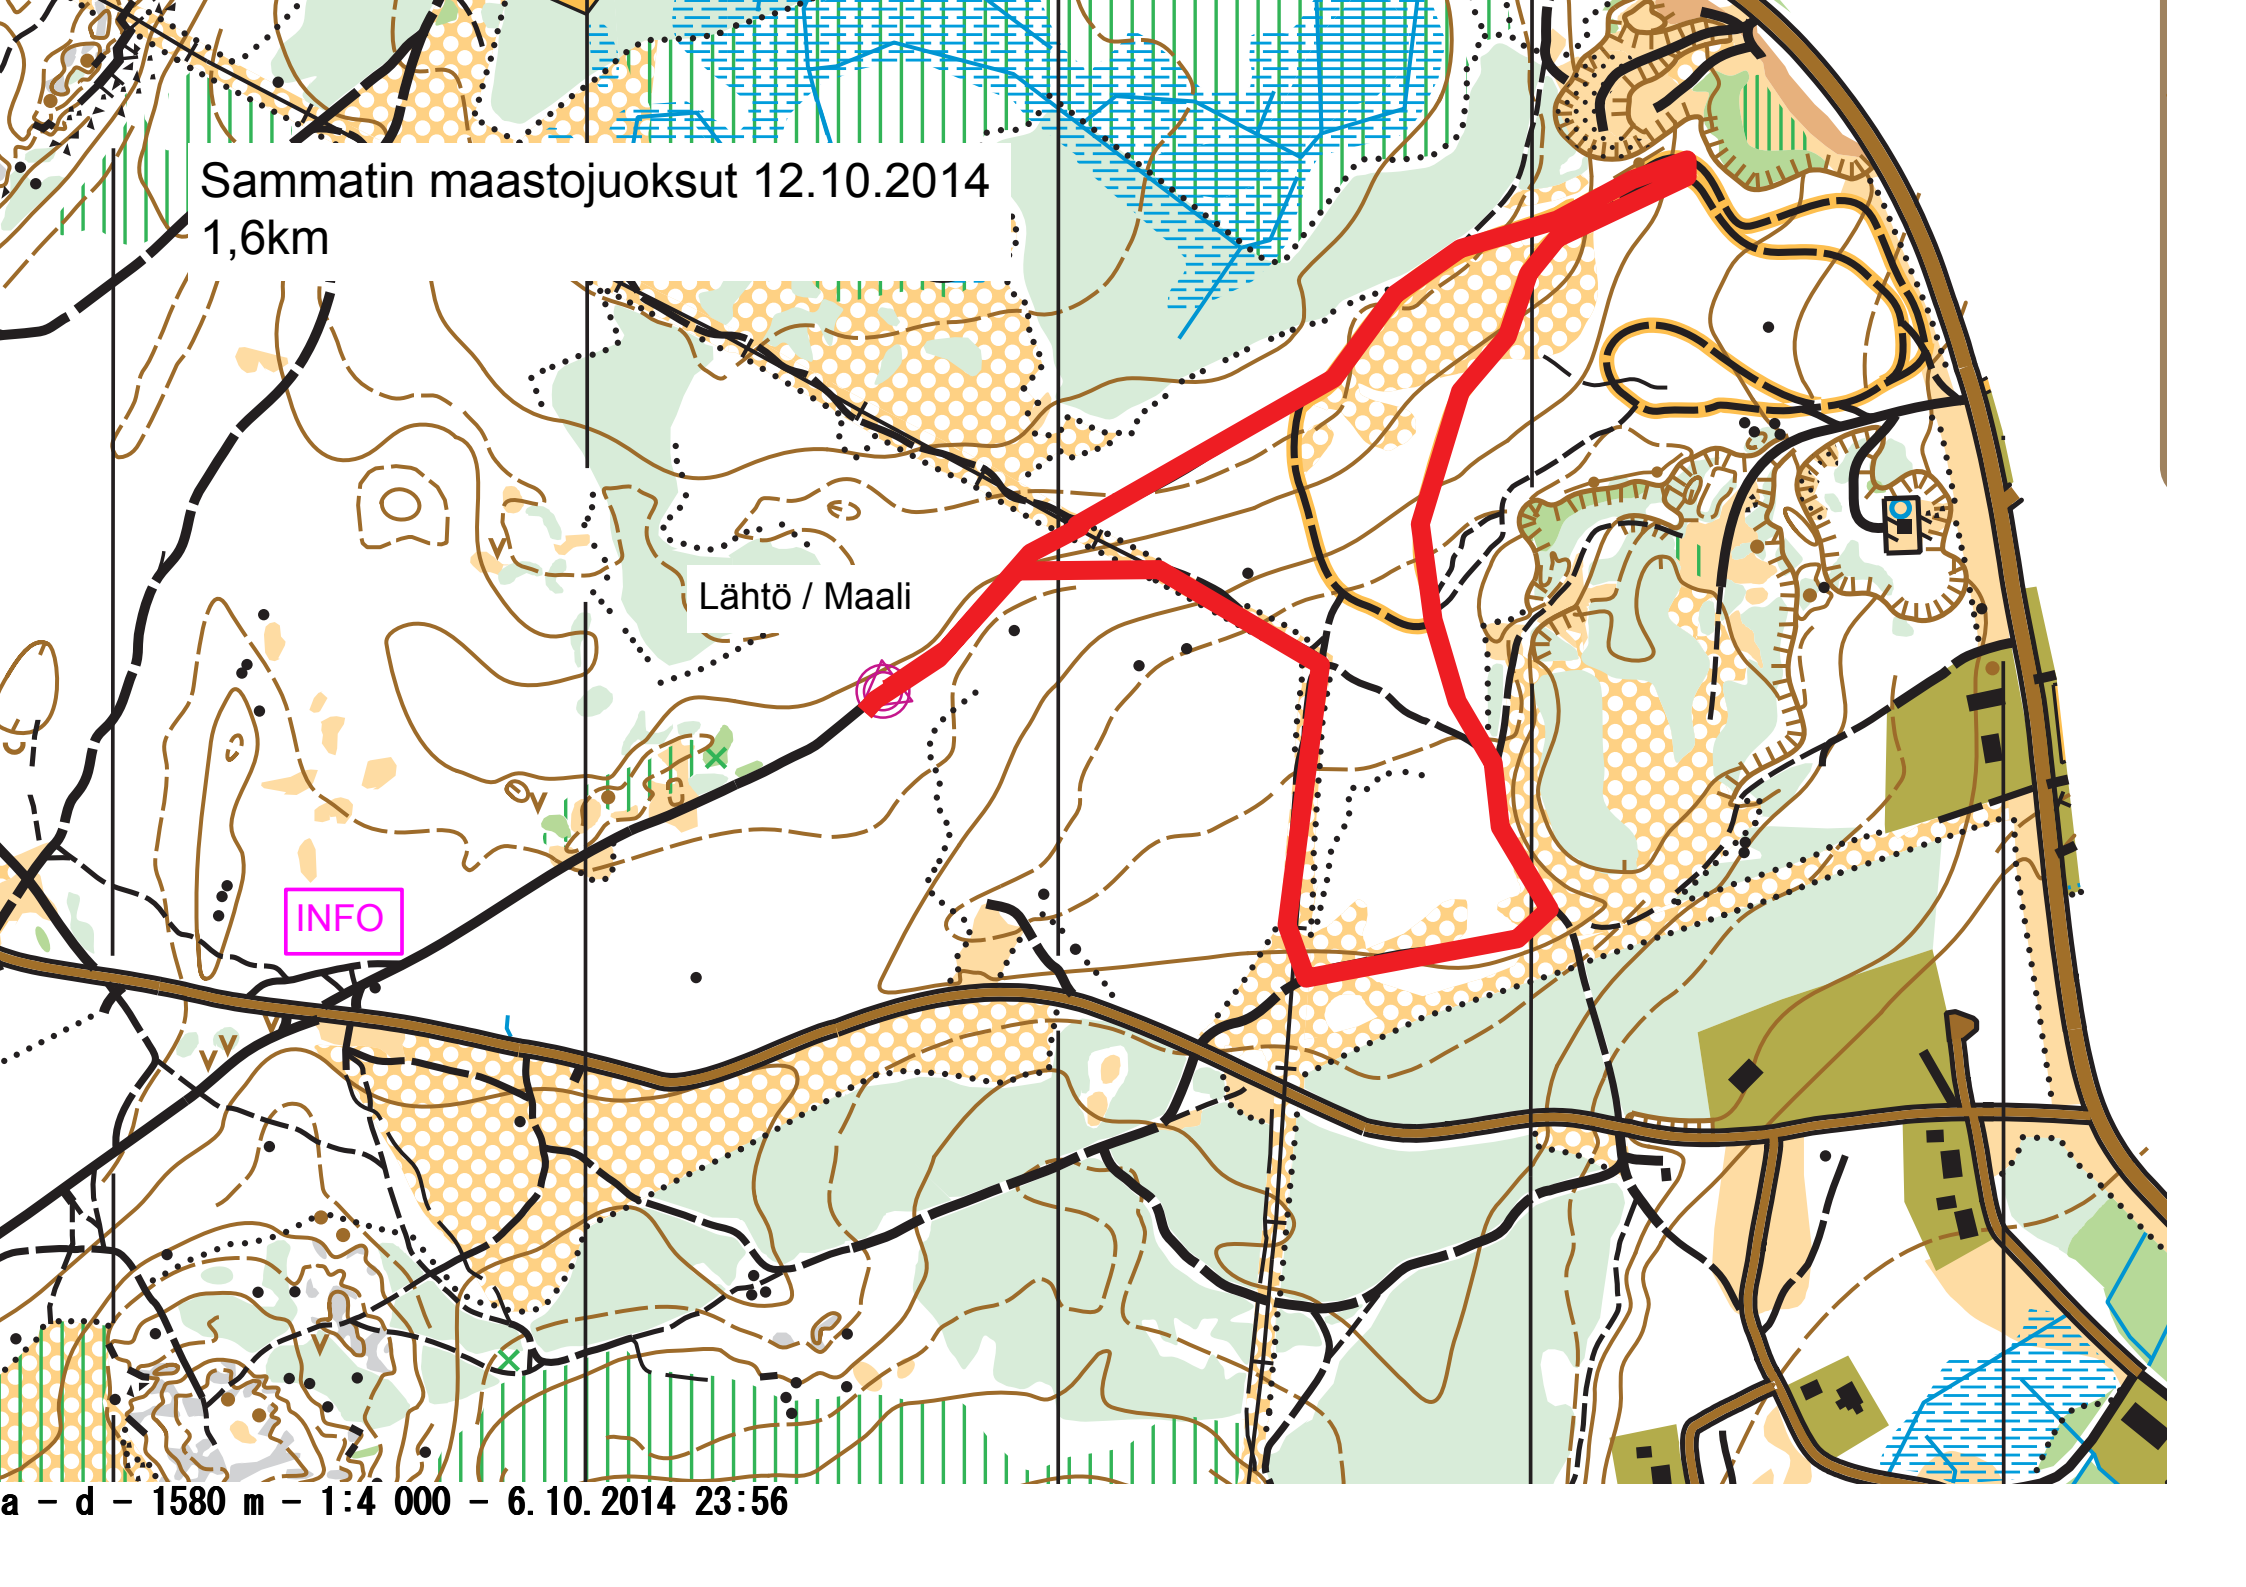 Sammatin maastojuoksut 12.10.2014
1,6km
Lähtö / Maali
INFO
a - d - 1580 m - 1:4 000 - 6.10.2014 23:56